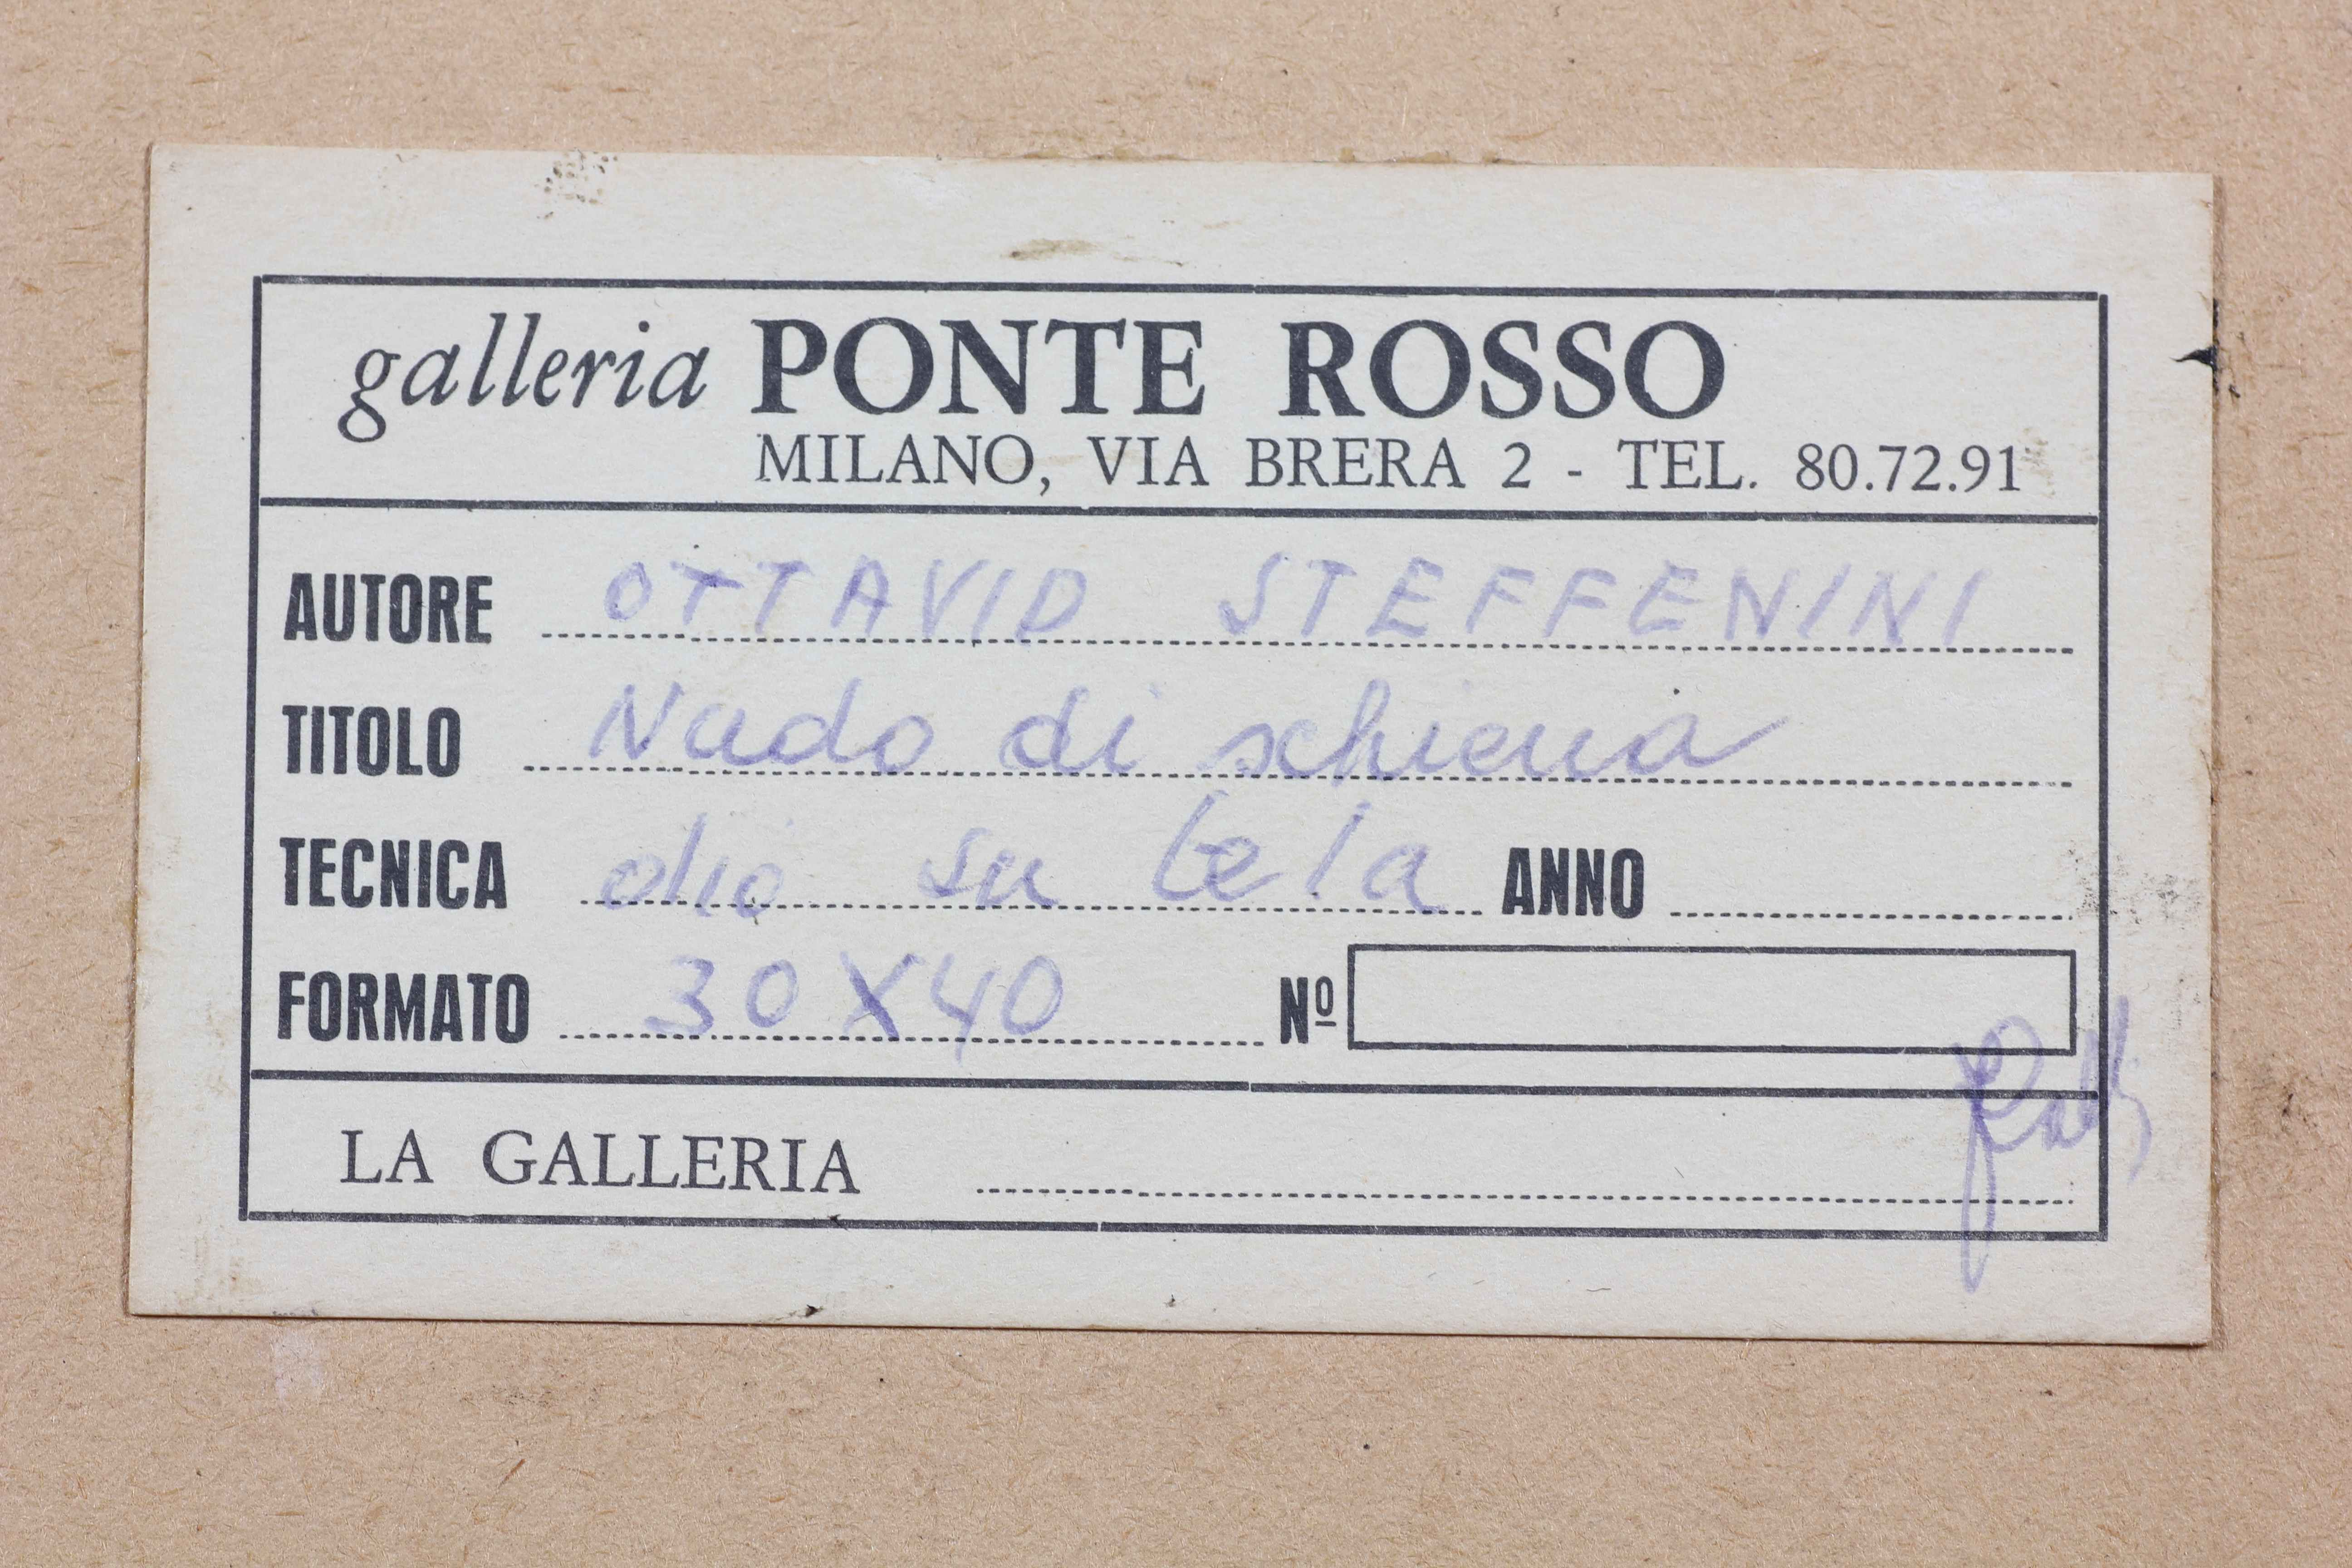 galleria PONTE ROSSO
MILANO, VIA BRERA 2 - TEL. 80.72.91
AUTORE OTTAVIO STEFFENINI
TITOLO Nudo di schiena
TECNICA olio su tela ANNO
FORMATO 30X40 Nº
LA GALLERIA